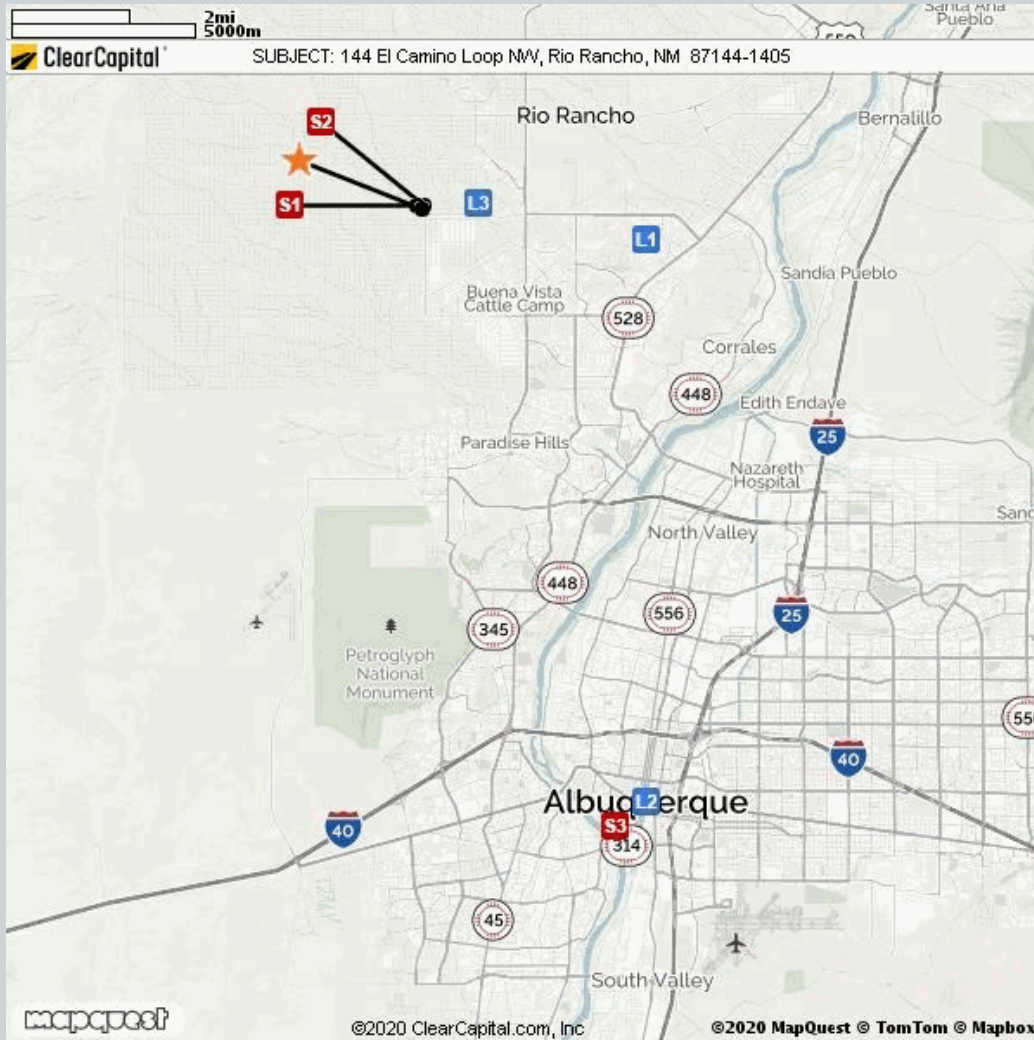 2mi
5000m
Santa Ana
Pueblo
550
ClearCapital
SUBJECT: 144 El Camino Loop NW, Rio Rancho, NM 87144-1405
S2
Rio Rancho
Bernalillo
S1
L3
L1
Sandia Pueblo
Buena Vista
Cattle Camp
528
Corrales
448
Edith Endave
25
Paradise Hills
Nazareth
Hospital
Sand
North Valley
448
556
25
345
Petroglyph
National
Monument
55
40
Albuquerque
L2
S3
314
40
45
South Valley
mapquest
©2020 ClearCapital.com, Inc
©2020 MapQuest © TomTom © Mapbox